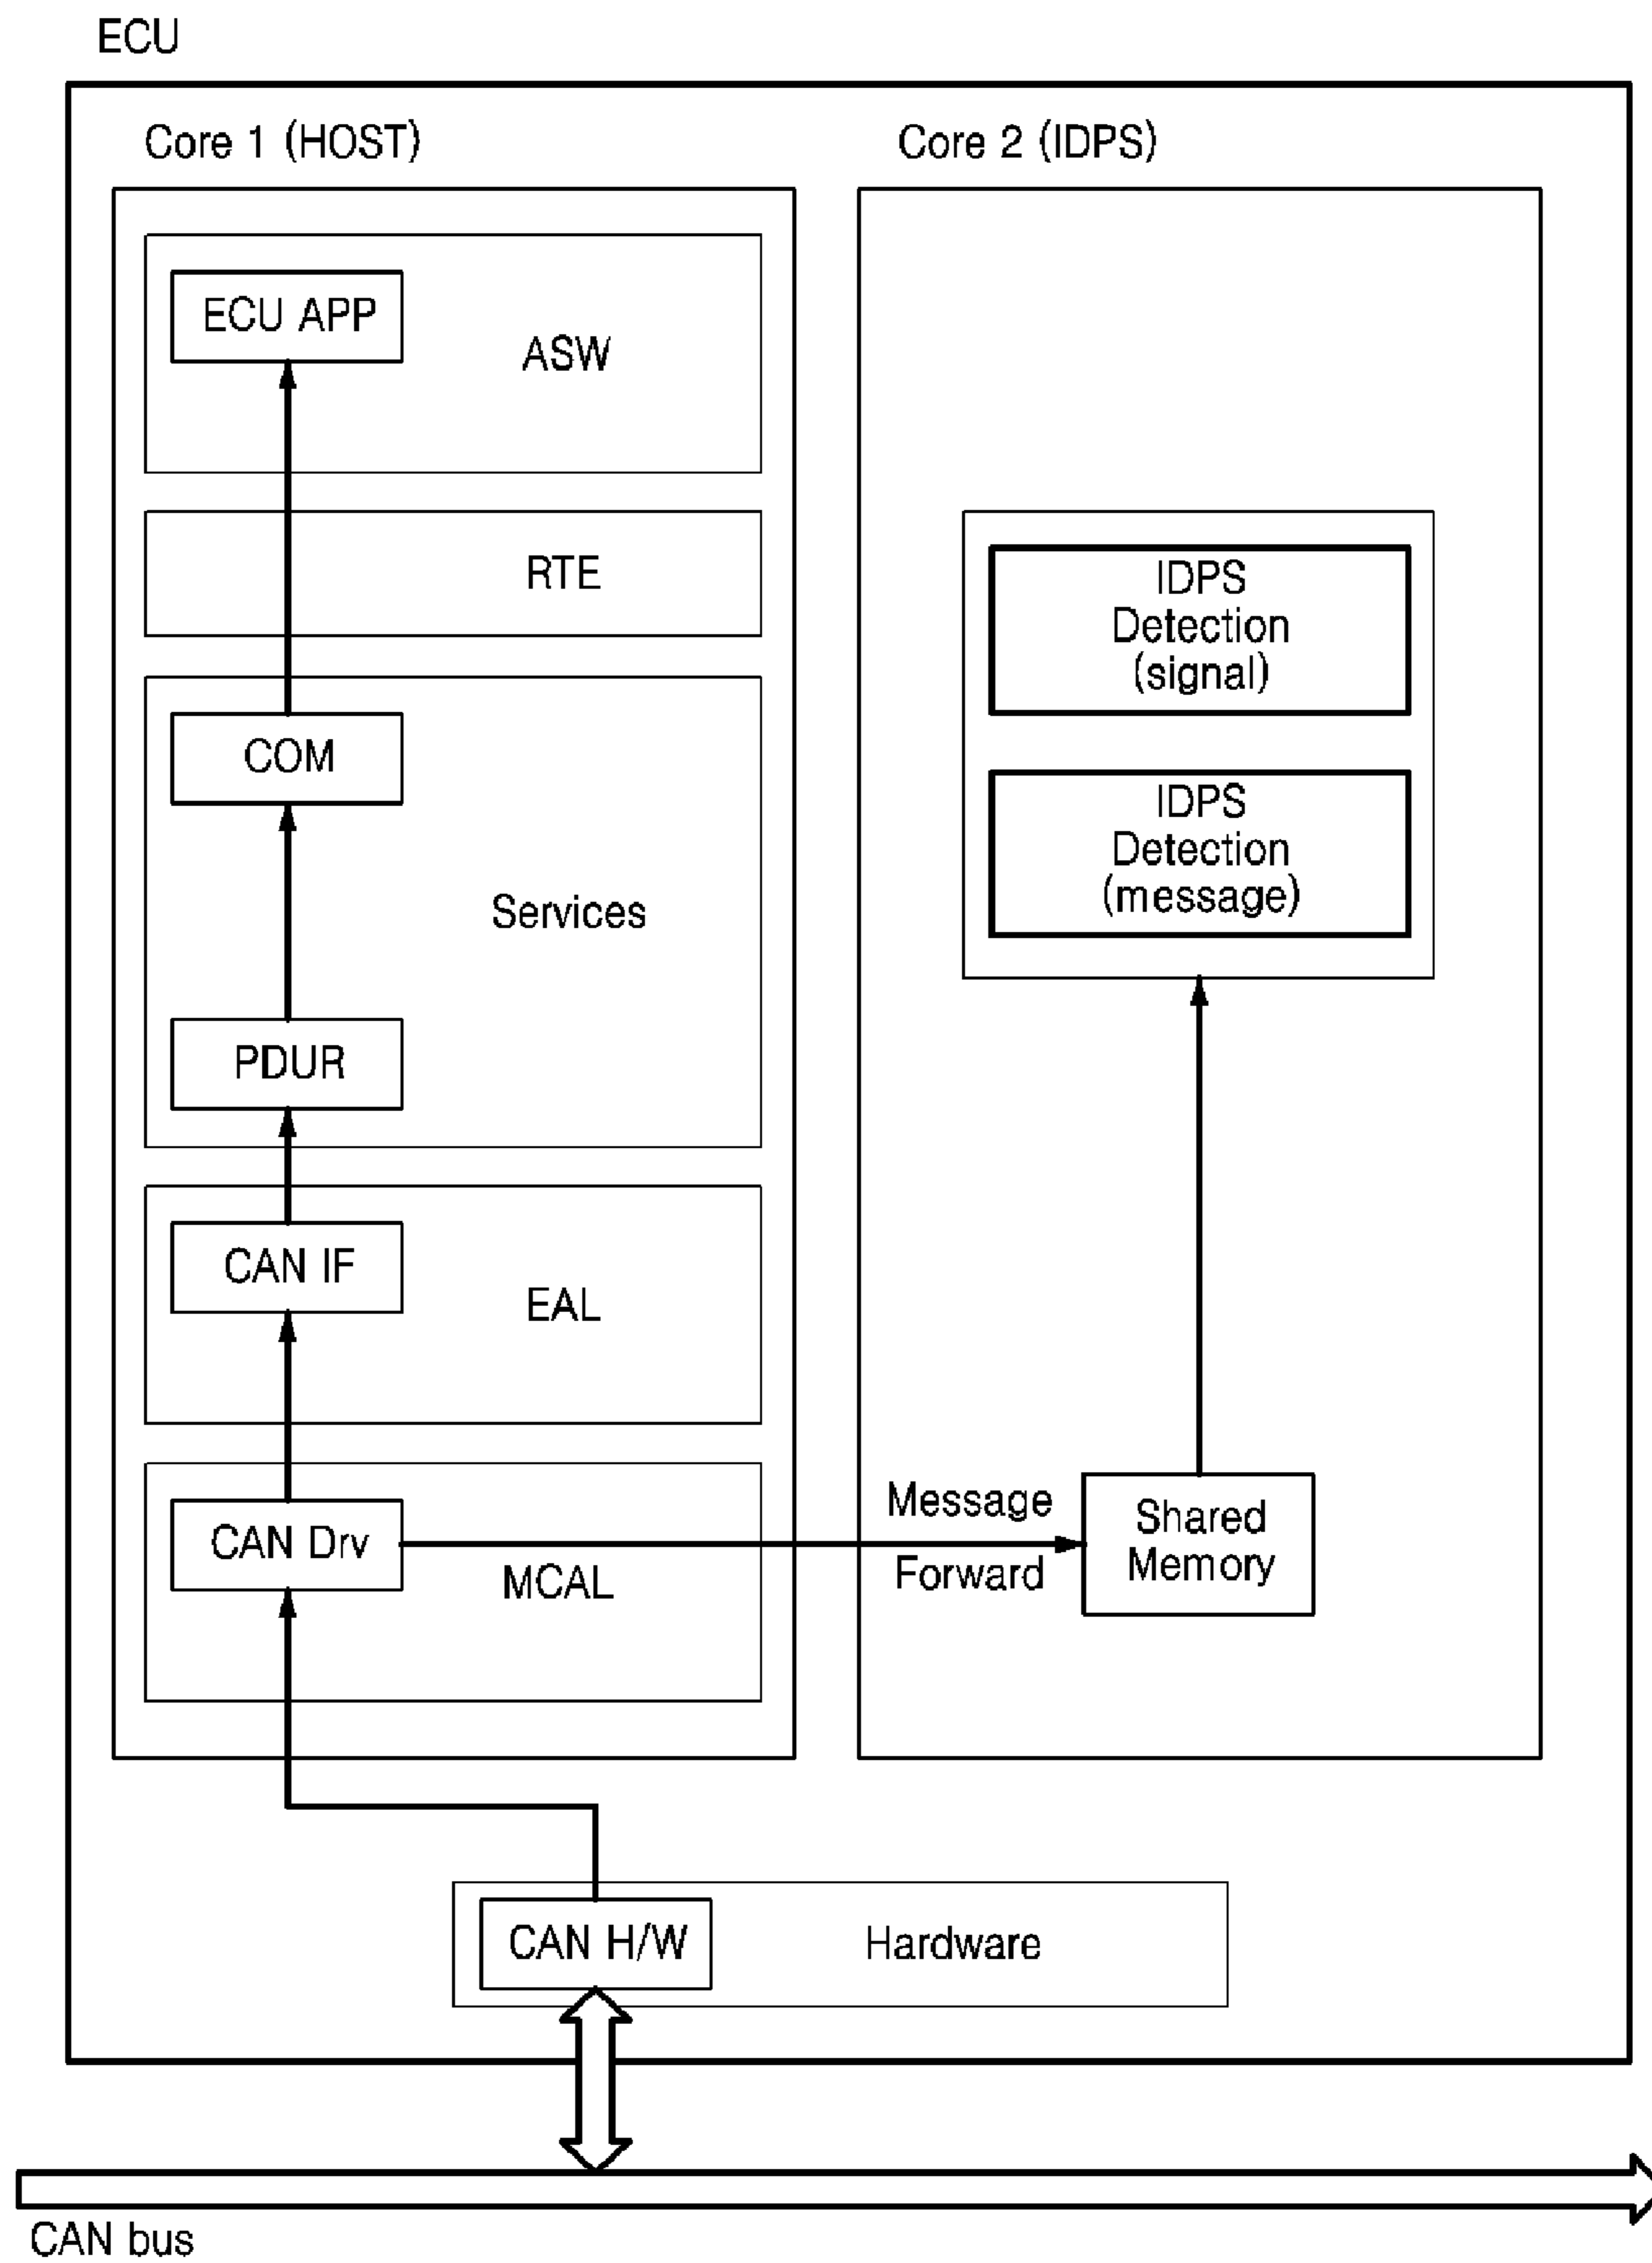 ECU
Core 1 (HOST)
ECU APP
ASW
RTE
COM
Services
PDUR
CAN IF
EAL
CAN Drv
MCAL
Core 2 (IDPS)
IDPS
Detection
(signal)
IDPS
Detection
(message)
Message
Forward
Shared
Memory
CAN H/W
Hardware
CAN bus